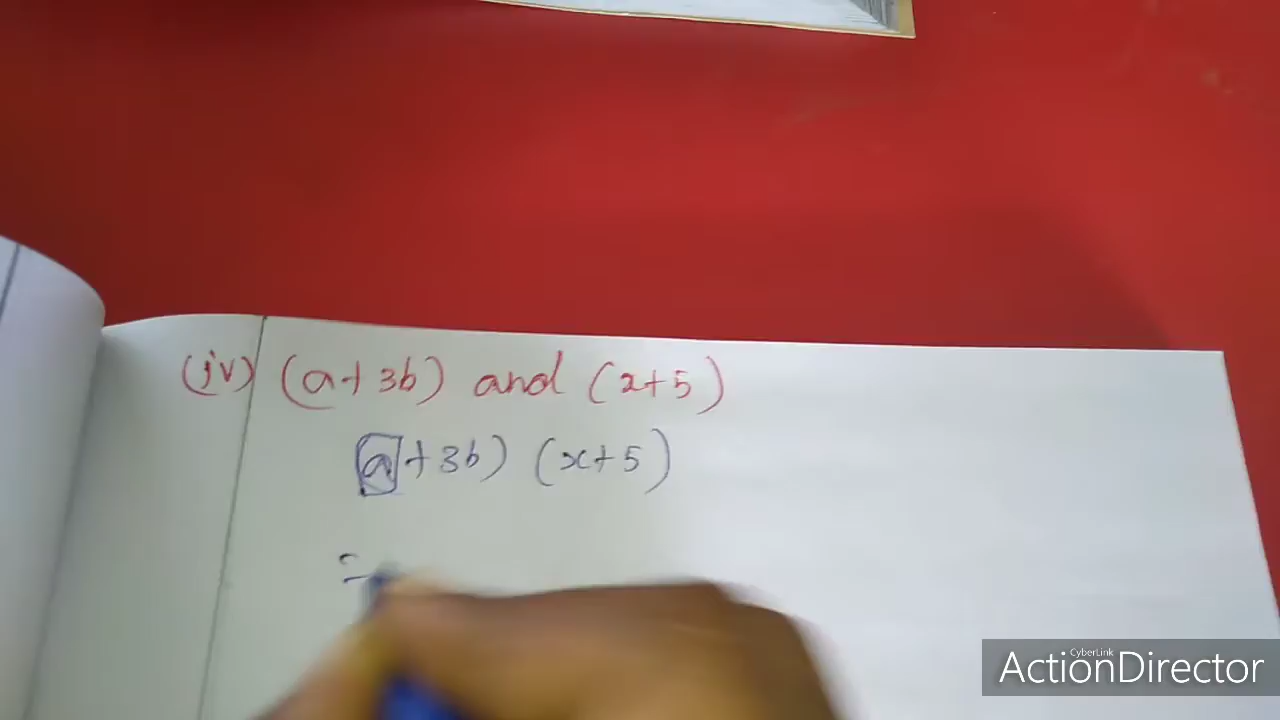 (iv) (a+3b) and (x+5)
a+3b) (x+5)
=
CyberLink
ActionDirector